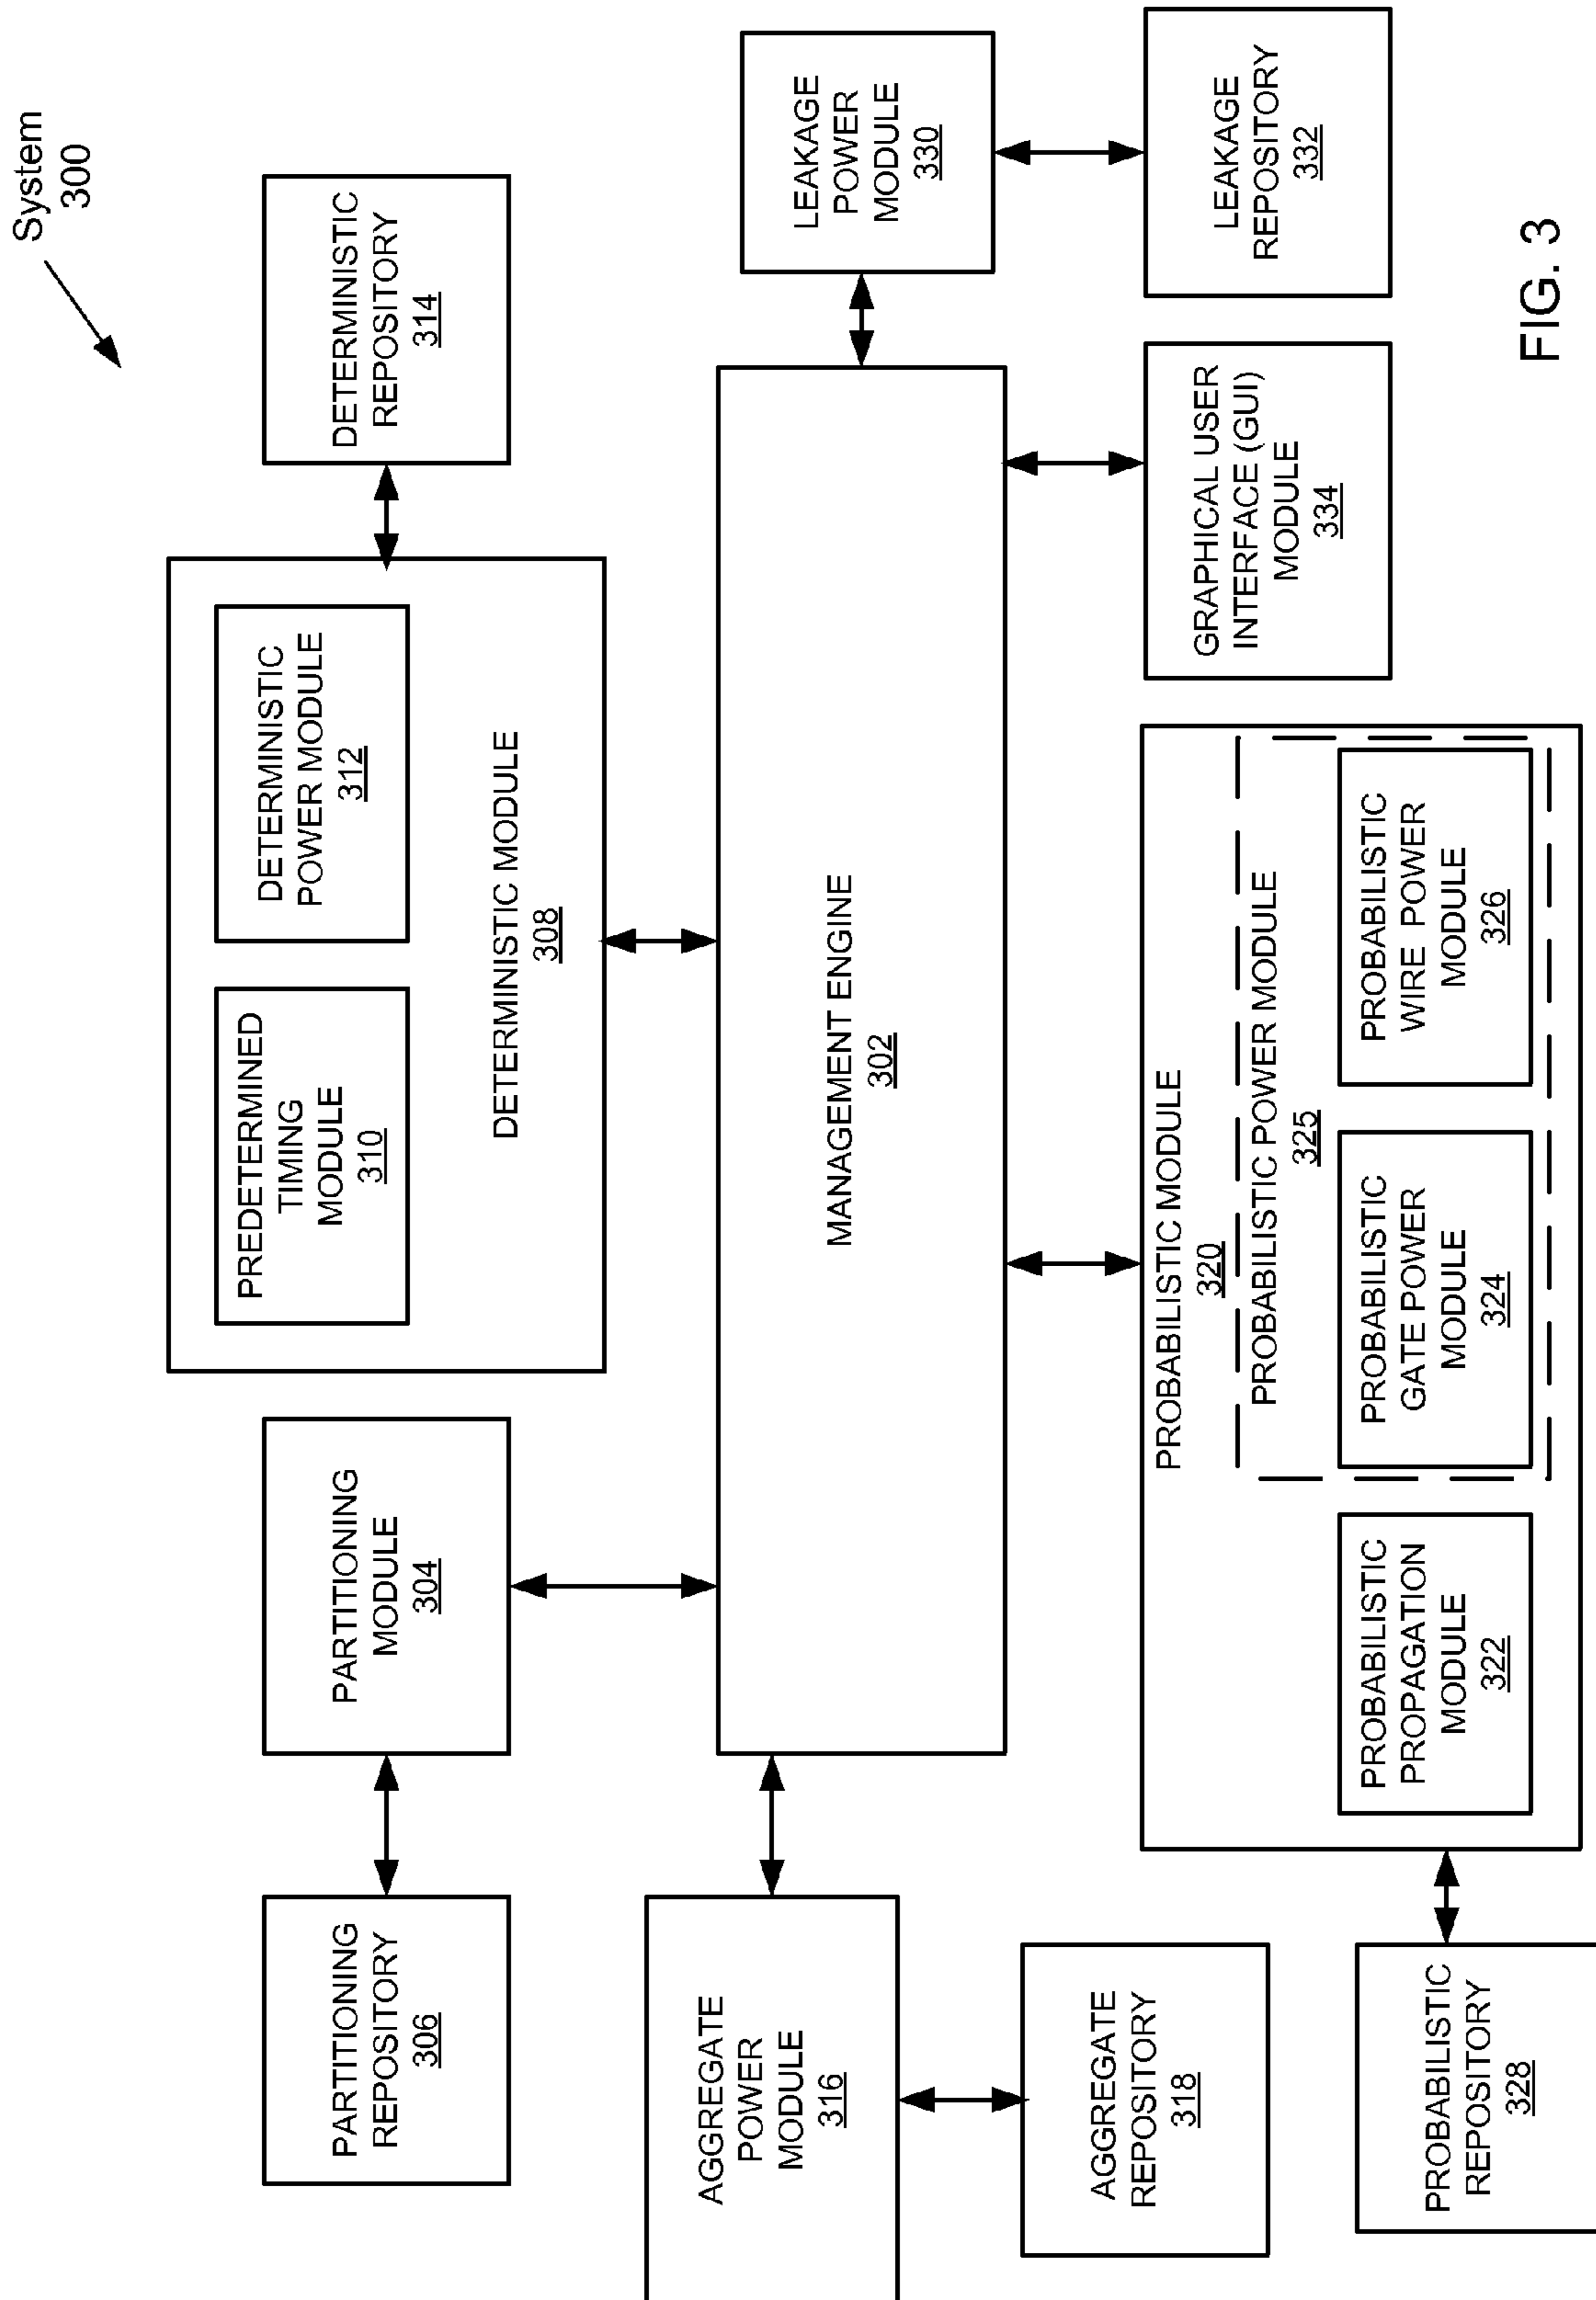 System
300
PARTITIONING
REPOSITORY
306
PARTITIONING
MODULE
304
PREDETERMINED
TIMING
MODULE
310
DETERMINISTIC
POWER MODULE
312
DETERMINISTIC MODULE
308
DETERMINISTIC
REPOSITORY
314
AGGREGATE
POWER
MODULE
316
MANAGEMENT ENGINE
302
LEAKAGE
POWER
MODULE
330
AGGREGATE
REPOSITORY
318
PROBABILISTIC MODULE
320
PROBABILISTIC POWER MODULE
325
PROBABILISTIC
PROPAGATION
MODULE
322
PROBABILISTIC
GATE POWER
MODULE
324
PROBABILISTIC
WIRE POWER
MODULE
326
GRAPHICAL USER
INTERFACE (GUI)
MODULE
334
LEAKAGE
REPOSITORY
332
PROBABILISTIC
REPOSITORY
328
FIG. 3